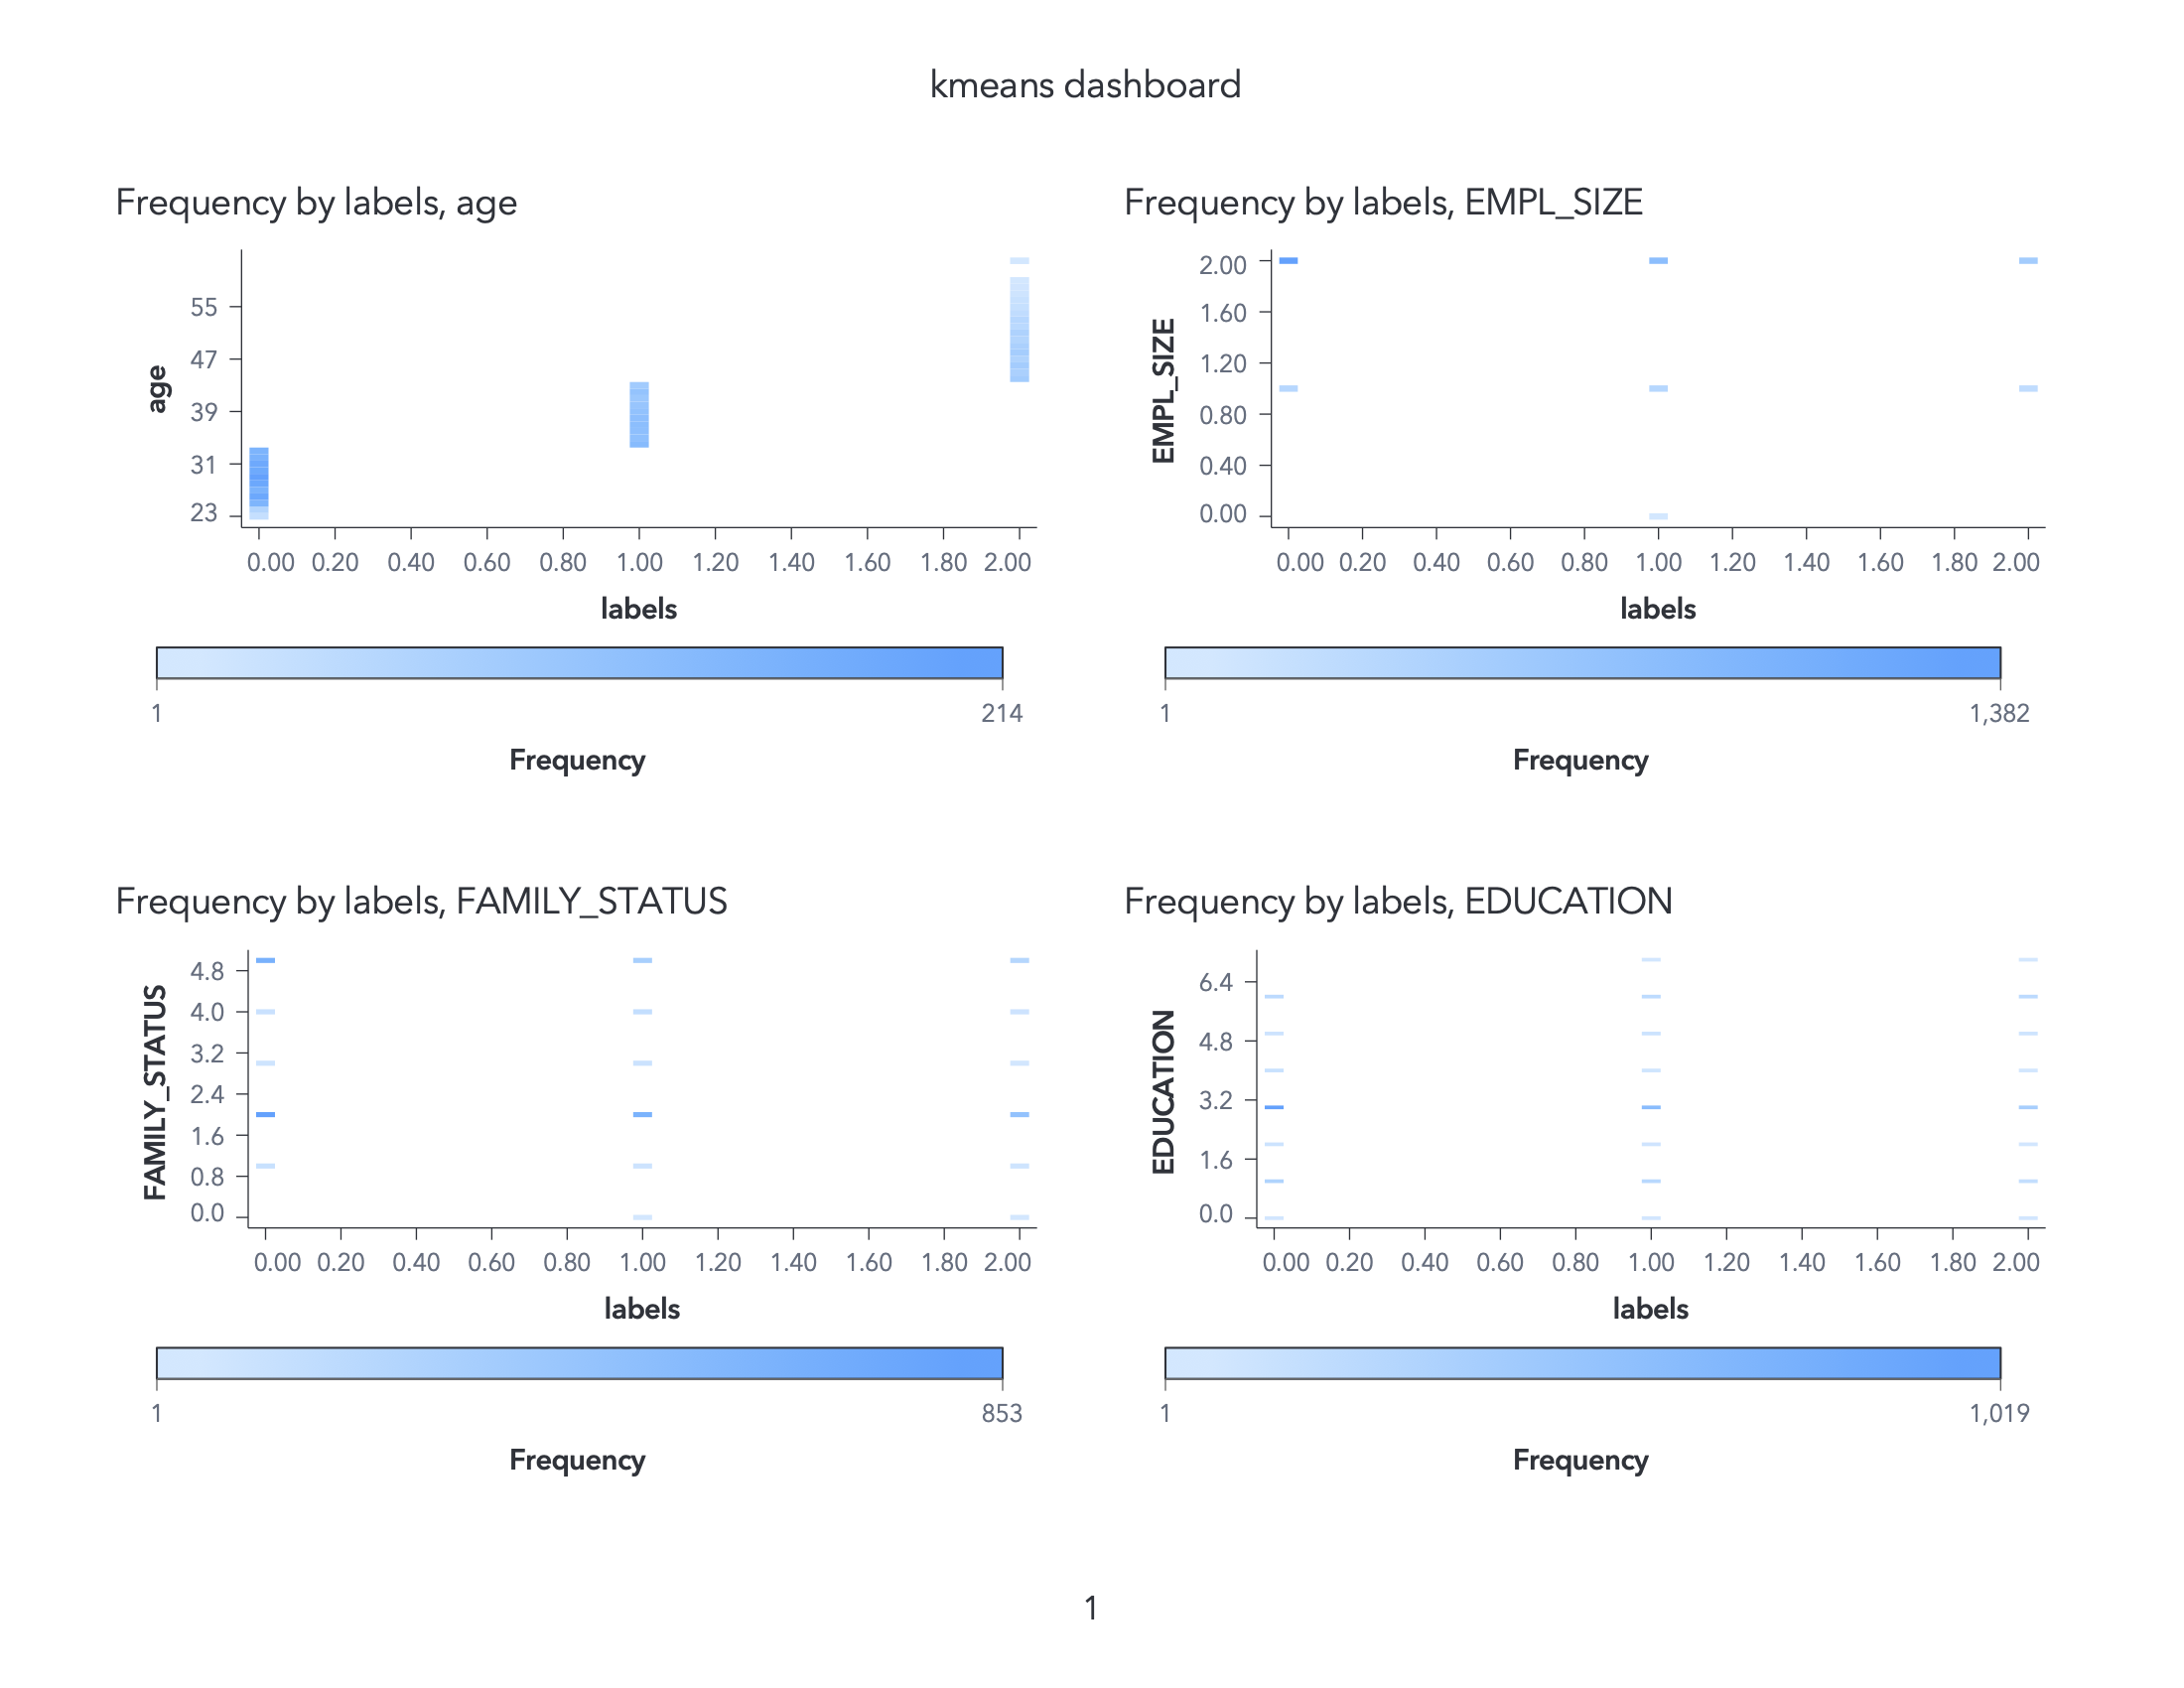 kmeans dashboard
Frequency by labels, age
age
55
47
39
31
23
0.00 0.20 0.40 0.60 0.80 1.00 1.20 1.40 1.60 1.80 2.00
labels
1 214
Frequency
Frequency by labels, EMPL_SIZE
EMPL_SIZE
2.00
1.60
1.20
0.80
0.40
0.00
0.00 0.20 0.40 0.60 0.80 1.00 1.20 1.40 1.60 1.80 2.00
labels
1 1,382
Frequency
Frequency by labels, FAMILY_STATUS
FAMILY_STATUS
4.8
4.0
3.2
2.4
1.6
0.8
0.0
0.00 0.20 0.40 0.60 0.80 1.00 1.20 1.40 1.60 1.80 2.00
labels
1 853
Frequency
Frequency by labels, EDUCATION
EDUCATION
6.4
4.8
3.2
1.6
0.0
0.00 0.20 0.40 0.60 0.80 1.00 1.20 1.40 1.60 1.80 2.00
labels
1 1,019
Frequency
1